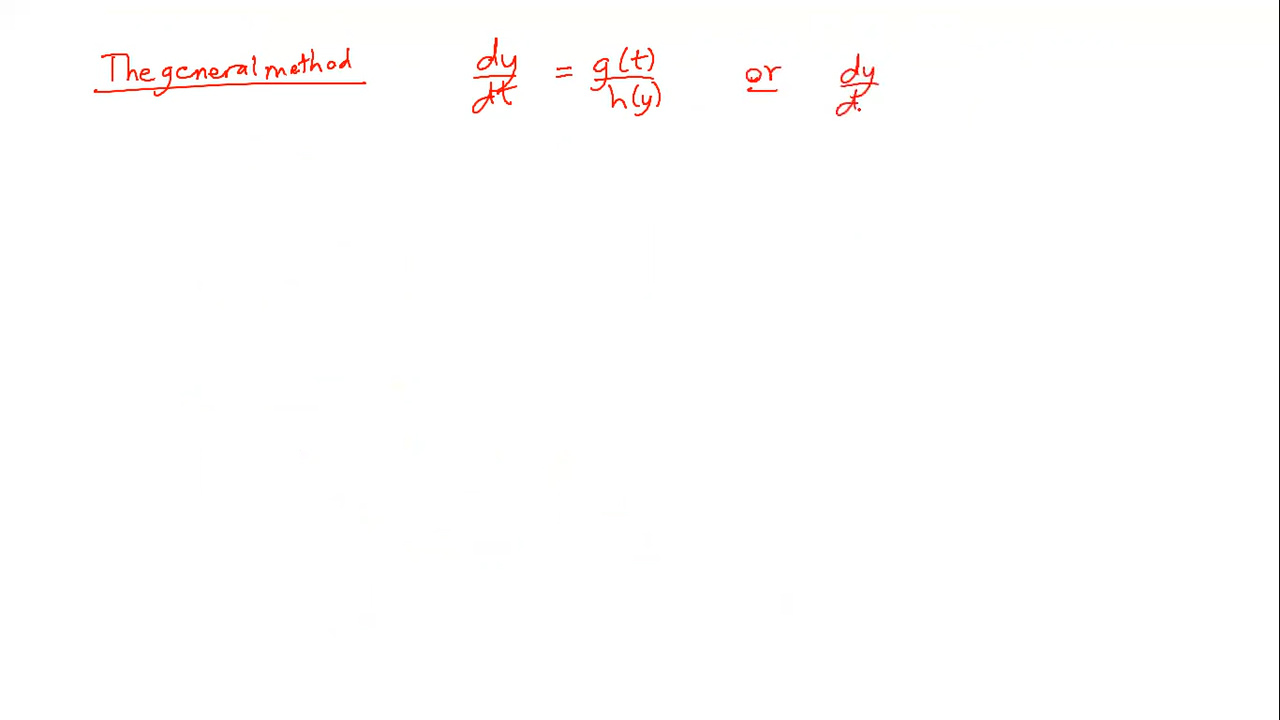 The general method dy/dt = g(t)/h(y) or dy/dt